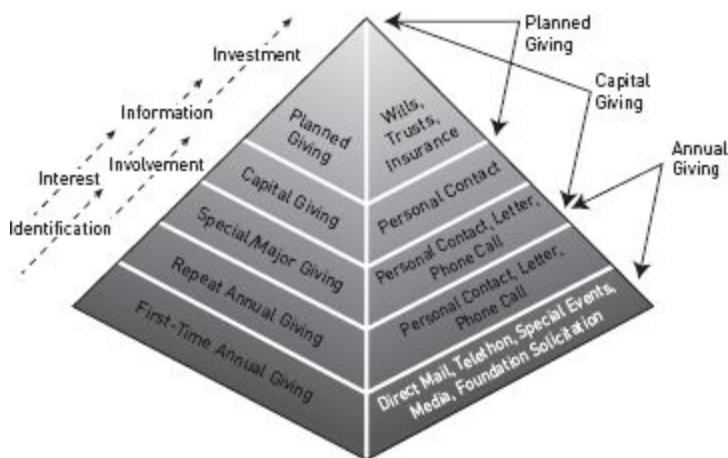 Investment
Information
Involvement
Interest
Identification
Planned
Giving
Capital Giving
Special/Major Giving
Repeat Annual Giving
First-Time Annual Giving
Wills,
Trusts,
Insurance
Personal Contact
Personal Contact, Letter,
Phone Call
Personal Contact, Letter,
Phone Call
Direct Mail, Telethon, Special Events,
Media, Foundation Solicitation
Planned
Giving
Capital
Giving
Annual
Giving